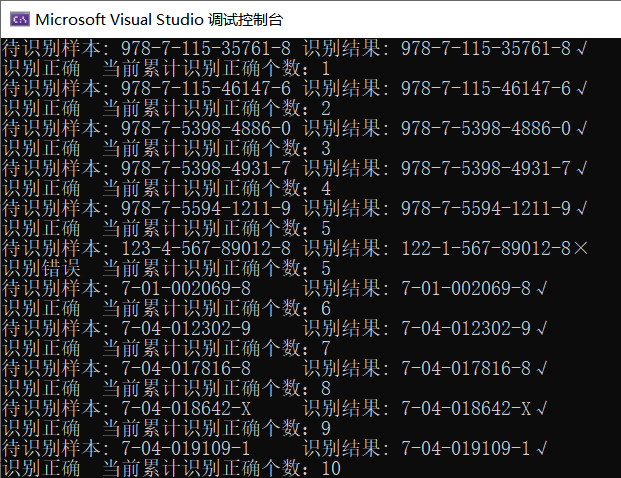 Microsoft Visual Studio 调试控制台
待识别样本: 978-7-115-35761-8 识别结果: 978-7-115-35761-8√
识别正确 当前累计识别正确个数：1
待识别样本: 978-7-115-46147-6 识别结果: 978-7-115-46147-6√
识别正确 当前累计识别正确个数：2
待识别样本: 978-7-5398-4886-0 识别结果: 978-7-5398-4886-0√
识别正确 当前累计识别正确个数：3
待识别样本: 978-7-5398-4931-7 识别结果: 978-7-5398-4931-7√
识别正确 当前累计识别正确个数：4
待识别样本: 978-7-5594-1211-9 识别结果: 978-7-5594-1211-9√
识别正确 当前累计识别正确个数：5
待识别样本: 123-4-567-89012-8 识别结果: 122-1-567-89012-8×
识别错误 当前累计识别正确个数：5
待识别样本: 7-01-002069-8 识别结果: 7-01-002069-8√
识别正确 当前累计识别正确个数：6
待识别样本: 7-04-012302-9 识别结果: 7-04-012302-9√
识别正确 当前累计识别正确个数：7
待识别样本: 7-04-017816-8 识别结果: 7-04-017816-8√
识别正确 当前累计识别正确个数：8
待识别样本: 7-04-018642-X 识别结果: 7-04-018642-X√
识别正确 当前累计识别正确个数：9
待识别样本: 7-04-019109-1 识别结果: 7-04-019109-1√
识别正确 当前累计识别正确个数：10